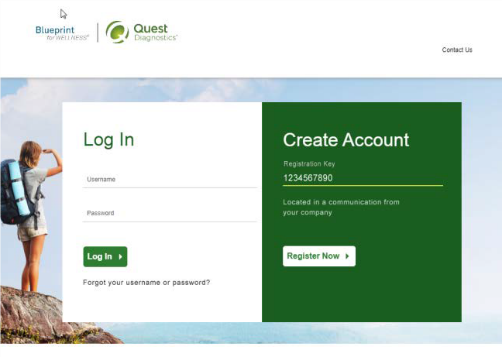 Blueprint
for WELLNESS®
Quest
Diagnostics®
Contact Us
Log In
Username
Password
Log In
Forgot your username or password?
Create Account
Registration Key
1234567890
Located in a communication from
your company
Register Now